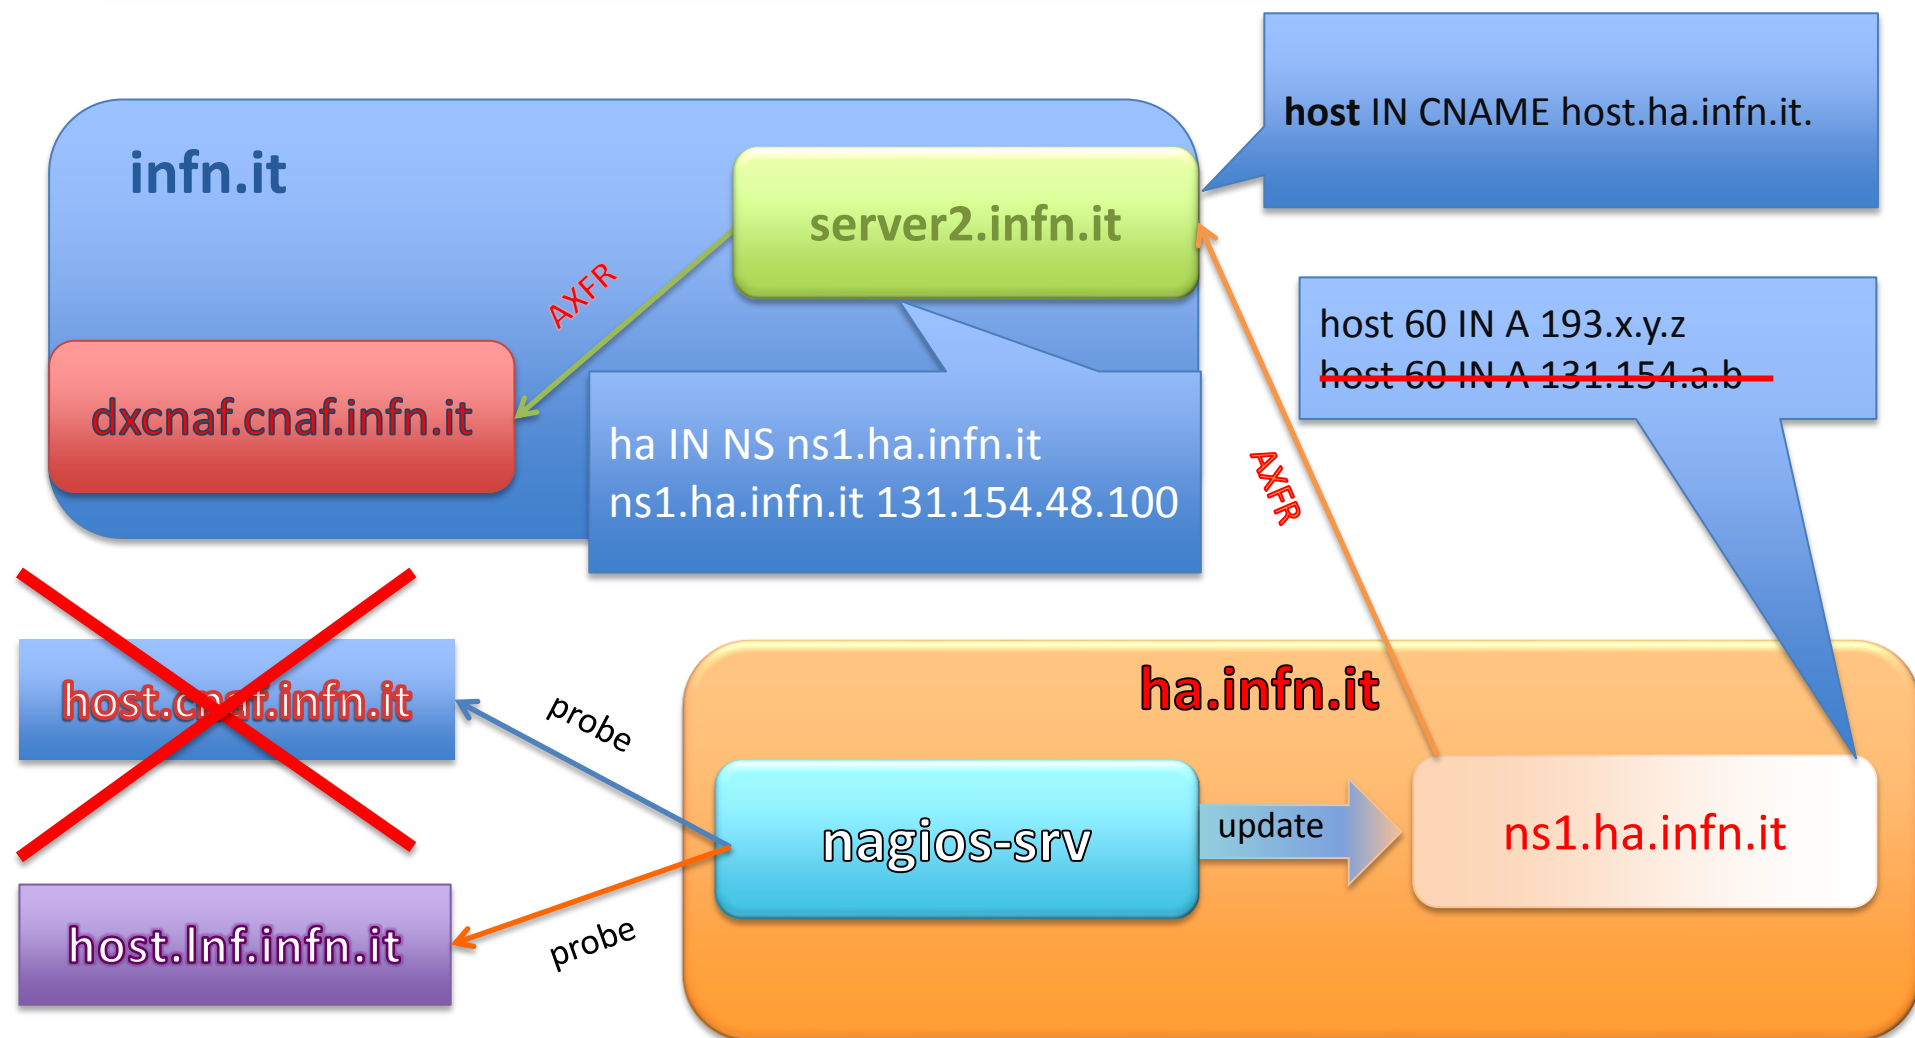 host IN CNAME host.ha.infn.it.
infn.it
server2.infn.it
AXFR
host 60 IN A 193.x.y.z
host 60 IN A 131.154.a.b
dxcnaf.cnaf.infn.it
ha IN NS ns1.ha.infn.it
ns1.ha.infn.it 131.154.48.100
AXFR
host.cnaf.infn.it
probe
ha.infn.it
nagios-srv
update
ns1.ha.infn.it
host.lnf.infn.it
probe